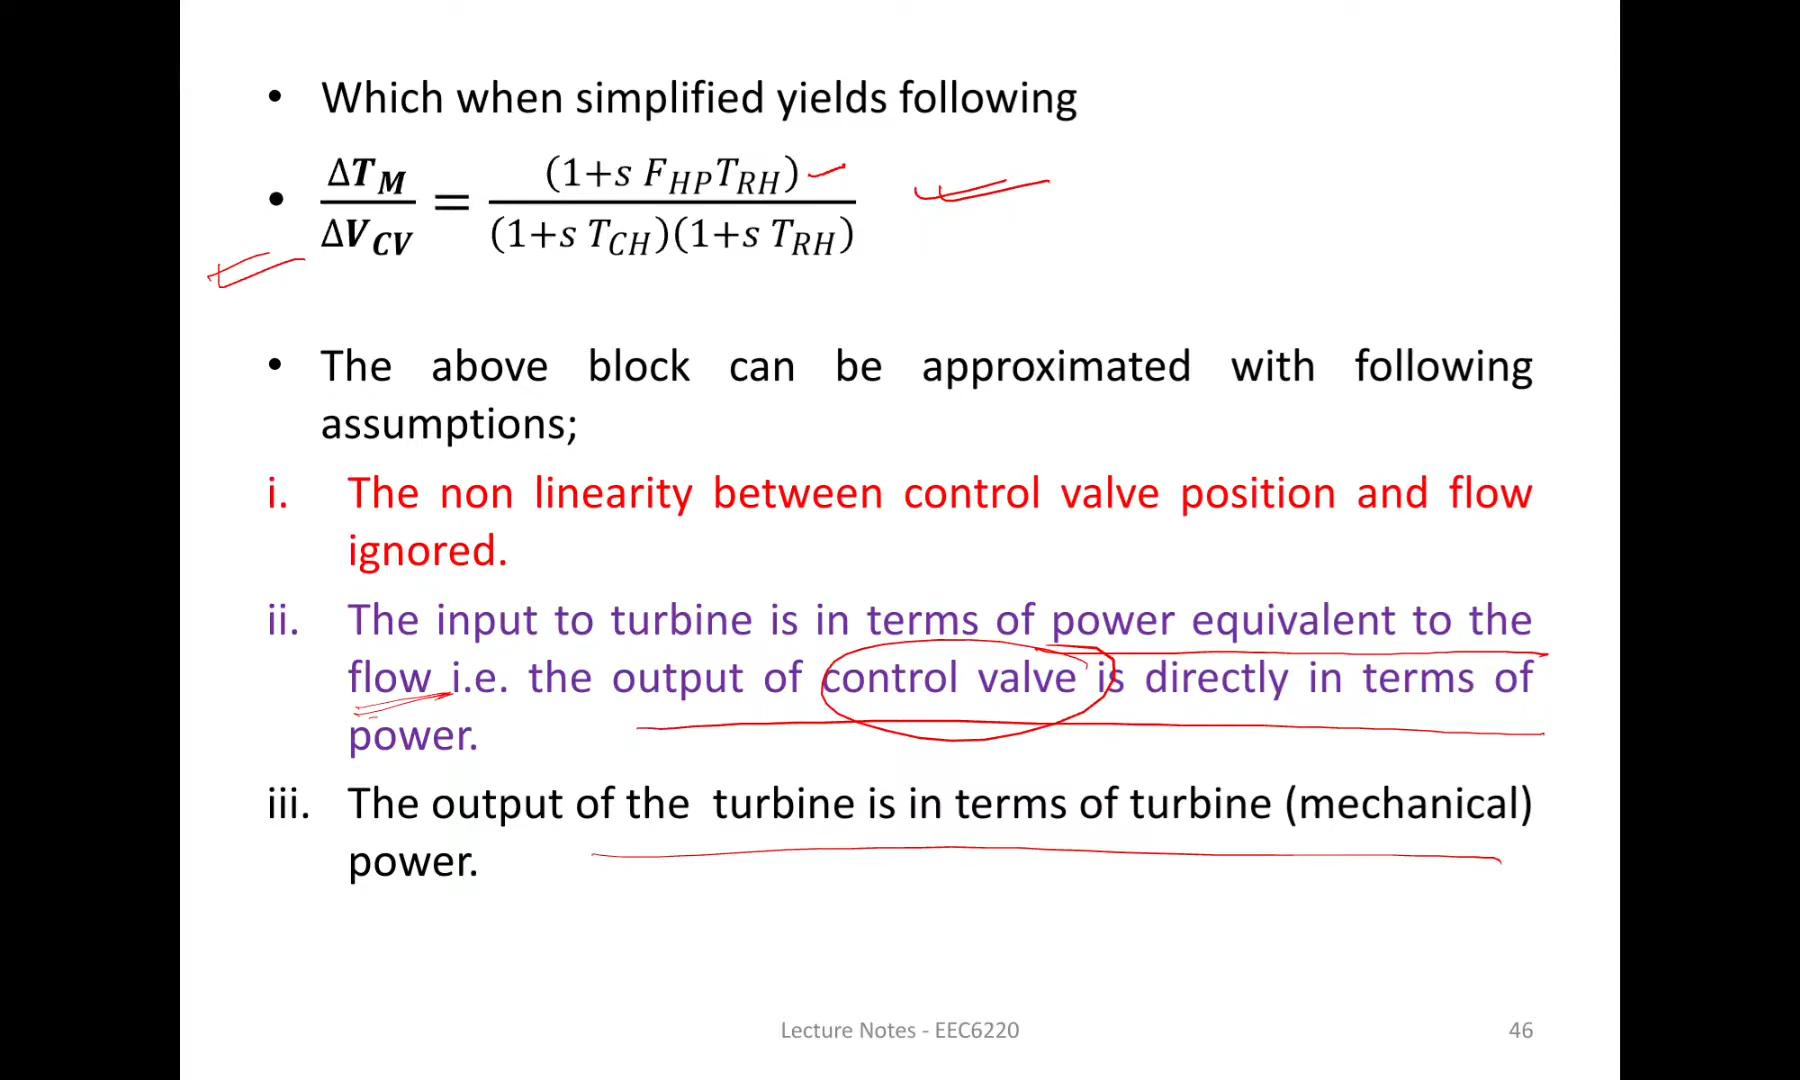 • Which when simplified yields following
• ΔT_M/ΔV_CV = (1+s F_HP T_RH)/((1+s T_CH)(1+s T_RH))
• The above block can be approximated with following
assumptions;
i. The non linearity between control valve position and flow
ignored.
ii. The input to turbine is in terms of power equivalent to the
flow i.e. the output of control valve is directly in terms of
power.
iii. The output of the turbine is in terms of turbine (mechanical)
power.
Lecture Notes - EEC6220
46